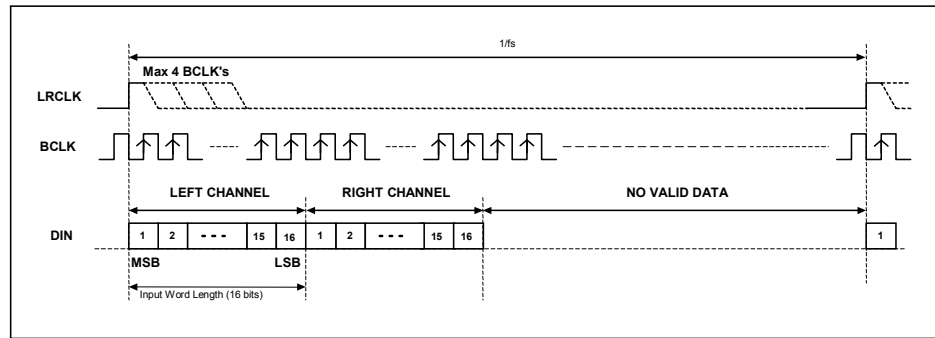 1/fs
Max 4 BCLK's
LRCLK
BCLK
LEFT CHANNEL RIGHT CHANNEL NO VALID DATA
DIN 1 2 - - - 15 16 1 2 - - - 15 16 1
MSB LSB
Input Word Length (16 bits)